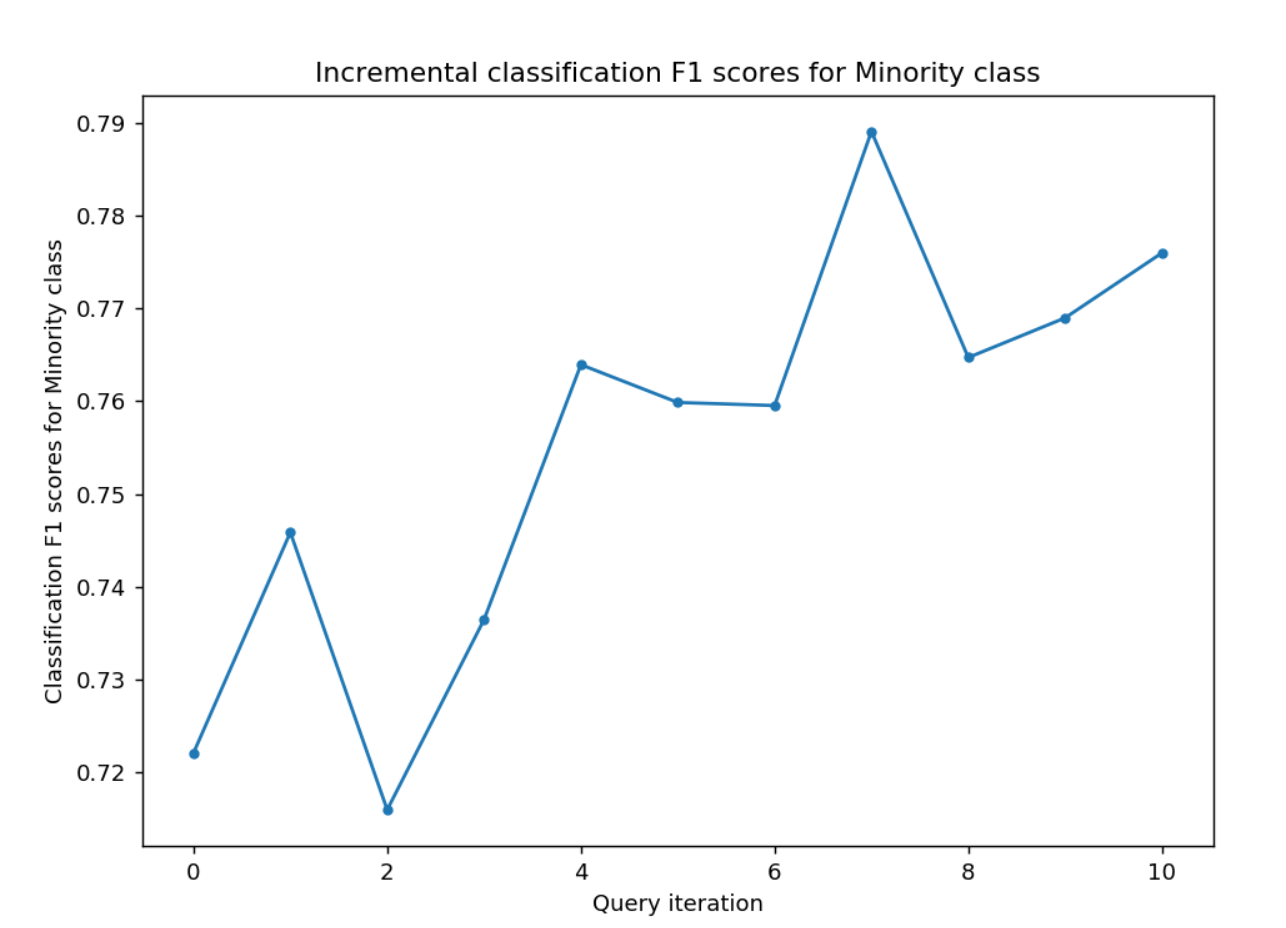 Incremental classification F1 scores for Minority class
Classification F1 scores for Minority class
0.79
0.78
0.77
0.76
0.75
0.74
0.73
0.72
0 2 4 6 8 10
Query iteration